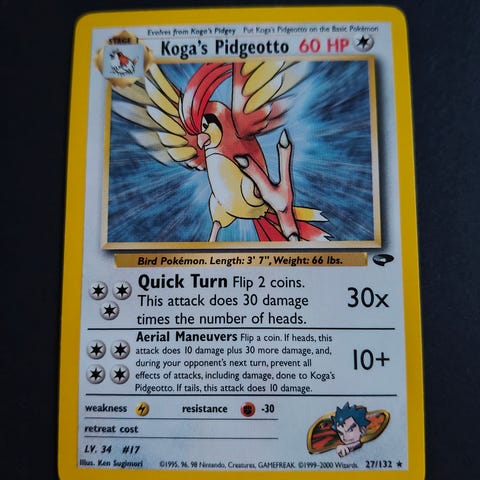 Evolves from Koga's Pidgey Put Koga's Pidgeotto on the Basic Pokémon
STAGE 1
Koga's Pidgeotto 60 HP
Bird Pokémon. Length: 3' 7", Weight: 66 lbs.
Quick Turn Flip 2 coins.
This attack does 30 damage
times the number of heads.
30x
Aerial Maneuvers Flip a coin. If heads, this
attack does 10 damage plus 30 more damage, and,
during your opponent's next turn, prevent all
effects of attacks, including damage, done to Koga's
Pidgeotto. If tails, this attack does 10 damage.
10+
weakness resistance -30
retreat cost
LV. 34 #17
Illus. Ken Sugimori ©1995, 96, 98 Nintendo, Creatures, GAMEFREAK. ©1999-2000 Wizards. 27/132 ★